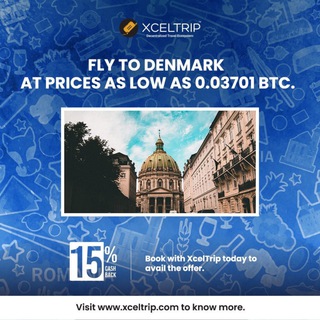 XCELTRIP
Decentralized Travel Ecosystem
FLY TO DENMARK
AT PRICES AS LOW AS 0.03701 BTC.
15% CASH BACK
Book with XcelTrip today to
avail the offer.
ROM
Visit www.xceltrip.com to know more.